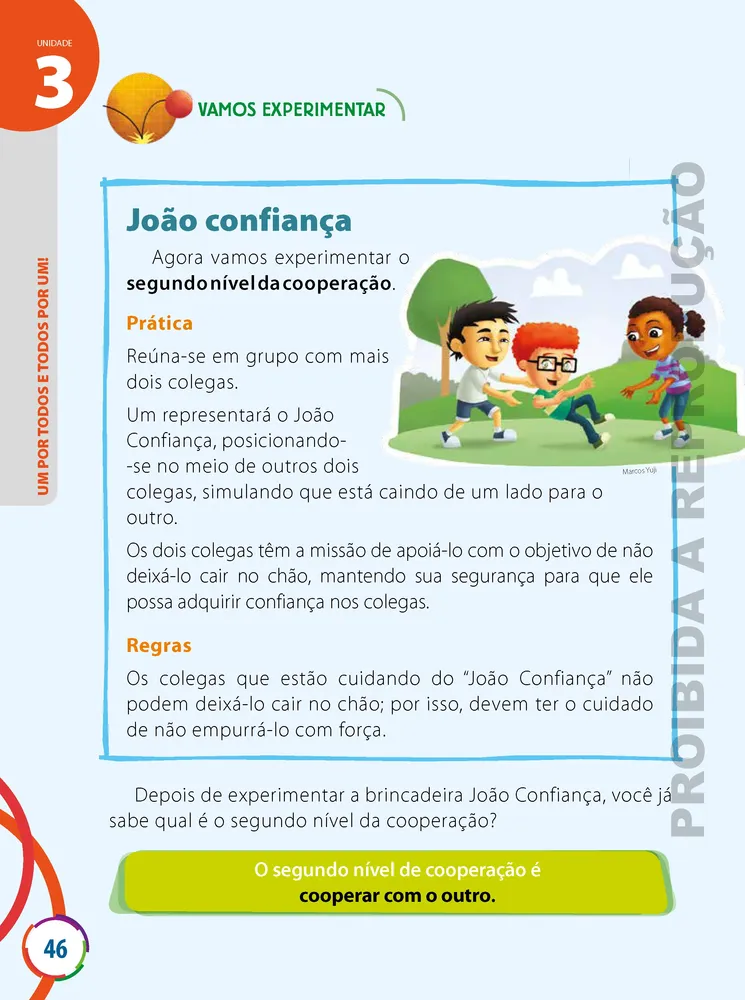 UNIDADE
3
VAMOS EXPERIMENTAR
UM POR TODOS E TODOS POR UM!
João confiança
Agora vamos experimentar o
segundo nível da cooperação.
Prática
Reúna-se em grupo com mais
dois colegas.
Um representará o João
Confiança, posicionando-
-se no meio de outros dois
colegas, simulando que está caindo de um lado para o
outro.
Os dois colegas têm a missão de apoiá-lo com o objetivo de não
deixá-lo cair no chão, mantendo sua segurança para que ele
possa adquirir confiança nos colegas.
Marcos Yuji
Regras
Os colegas que estão cuidando do “João Confiança” não
podem deixá-lo cair no chão; por isso, devem ter o cuidado
de não empurrá-lo com força.
Depois de experimentar a brincadeira João Confiança, você já
sabe qual é o segundo nível da cooperação?
O segundo nível de cooperação é
cooperar com o outro.
46
PROIBIDA A REPRODUÇÃO